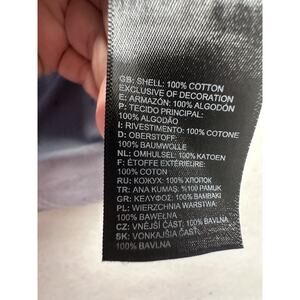 GB: SHELL: 100% COTTON
EXCLUSIVE OF DECORATION
E: ARMAZÓN: 100% ALGODÓN
P: TECIDO PRINCIPAL:
100% ALGODÃO
I: RIVESTIMENTO: 100% COTONE
D: OBERSTOFF:
100% BAUMWOLLE
NL: OMHULSEL: 100% KATOEN
F: ÉTOFFE EXTÉRIEURE:
100% COTON
RU: КОЖУХ: 100% ХЛОПОК
TR: ANA KUMAŞ: %100 PAMUK
GR: ΚΕΛΥΦΟΣ: 100% ΒΑΜΒΑΚΙ
PL: WIERZCHNIA WARSTWA:
100% BAWEŁNA
CZ: VNĚJŠÍ ČÁST: 100% BAVLNA
SK: VONKAJŠIA ČASŤ:
100% BAVLNA